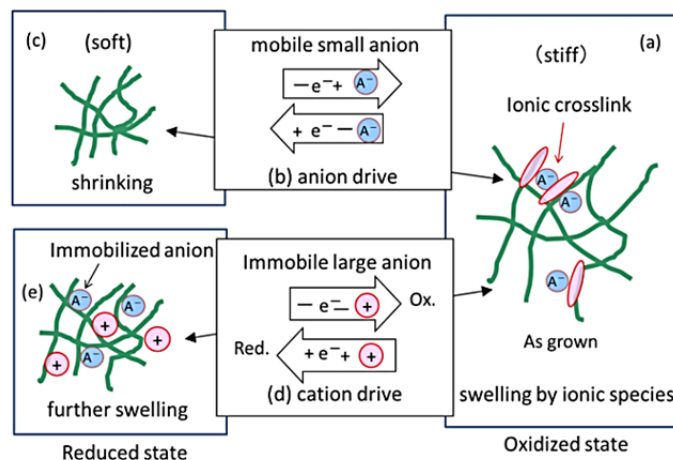 (c)
(soft)
shrinking
mobile small anion
− e⁻+ A⁻
+ e⁻ − A⁻
(b) anion drive
(a)
(stiff)
Ionic crosslink
A⁻
A⁻
A⁻
As grown
swelling by ionic species
Oxidized state
Immobilized anion
(e)
A⁻
A⁻
A⁻
+
+
+
further swelling
Reduced state
Immobile large anion
− e⁻− +
Ox.
Red.
+ e⁻+ +
(d) cation drive